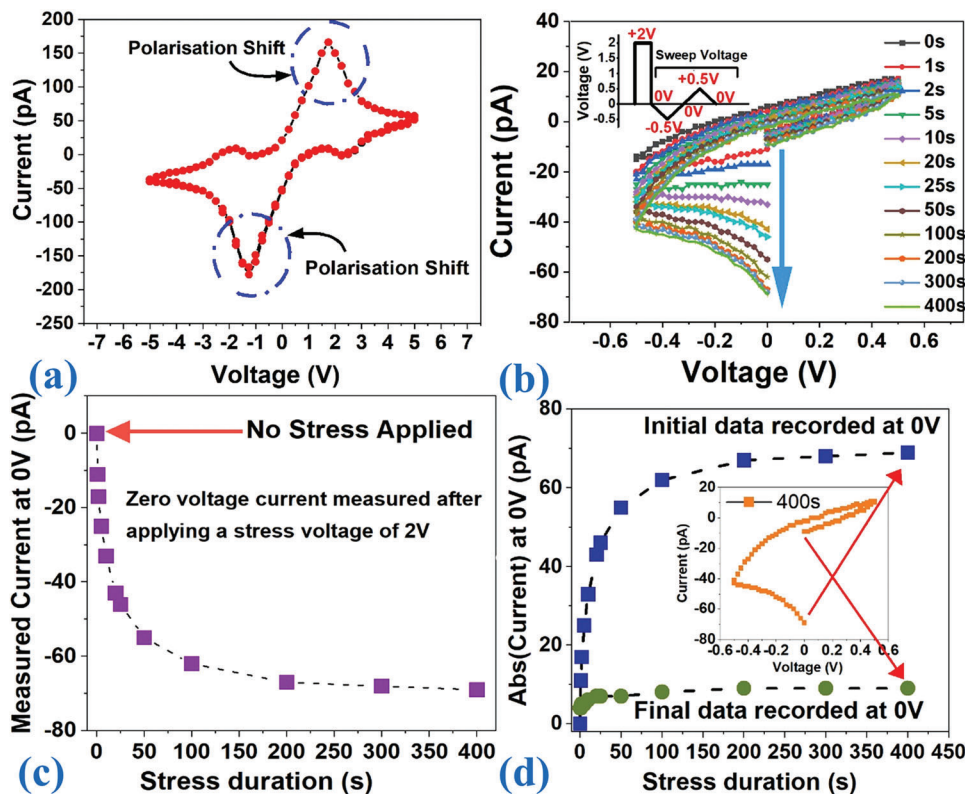 200
150
100
50
0
-50
-100
150
200
250
Current (pA)
Polarisation Shift
Polarisation Shift
-7 -5 -4 -3 -2 -1 0 1 2 3 4 5 7
Voltage (V)
(a)
40
20
0
-20
-40
-60
-80
Current (pA)
+2V
Sweep Voltage
2.0
1.5
1.0
0.5
0
-0.5
Voltage (V)
0V
+0.5V
0V
-0.5V
0V
0s
1s
2s
5s
10s
20s
25s
50s
100s
200s
300s
400s
-0.6 -0.4 -0.2 0 0.2 0.4 0.6
Voltage (V)
(b)
0
-20
-40
-60
-80
Measured Current at 0V (pA)
No Stress Applied
Zero voltage current measured after
applying a stress voltage of 2V
0 50 100 150 200 250 300 350 400
Stress duration (s)
(c)
80
60
40
20
0
Abs(Current) at 0V (pA)
Initial data recorded at 0V
400s
20
0
-20
-40
-60
-80
Current (pA)
-0.6 -0.4 -0.2 0 0.2 0.4 0.6
Voltage (V)
Final data recorded at 0V
0 50 100 150 200 250 300 350 400 450
Stress duration (s)
(d)